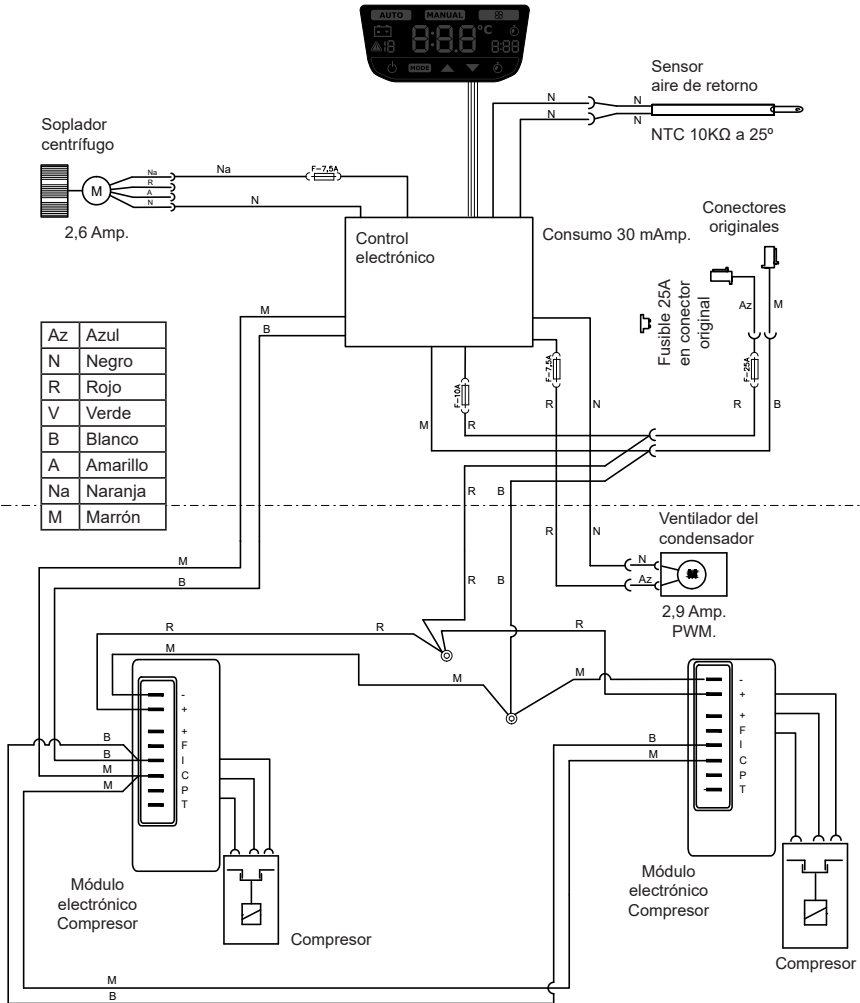 AUTO MANUAL
8:8.8 °C
18 8:88
MODE
Sensor
aire de retorno
N
N
N
N
NTC 10KΩ a 25º
Soplador
centrífugo
Na
R
A
N
M
Na
F-7,5A
N
2,6 Amp.
Control
electrónico
Consumo 30 mAmp.
Conectores
originales
Fusible 25A
en conector
original
Az
M
F-25A
R
B
M
B
F-10A
F-7,5A
M
R
R
N
Az Azul
N Negro
R Rojo
V Verde
B Blanco
A Amarillo
Na Naranja
M Marrón
R
B
R
N
Ventilador del
condensador
N
Az
M
2,9 Amp.
PWM.
M
B
R
B
R
R
R
M
M
M
-
+
+
F
I
C
P
T
B
B
M
M
-
+
+
F
I
C
P
T
B
M
Módulo
electrónico
Compresor
Compresor
Módulo
electrónico
Compresor
Compresor
M
B